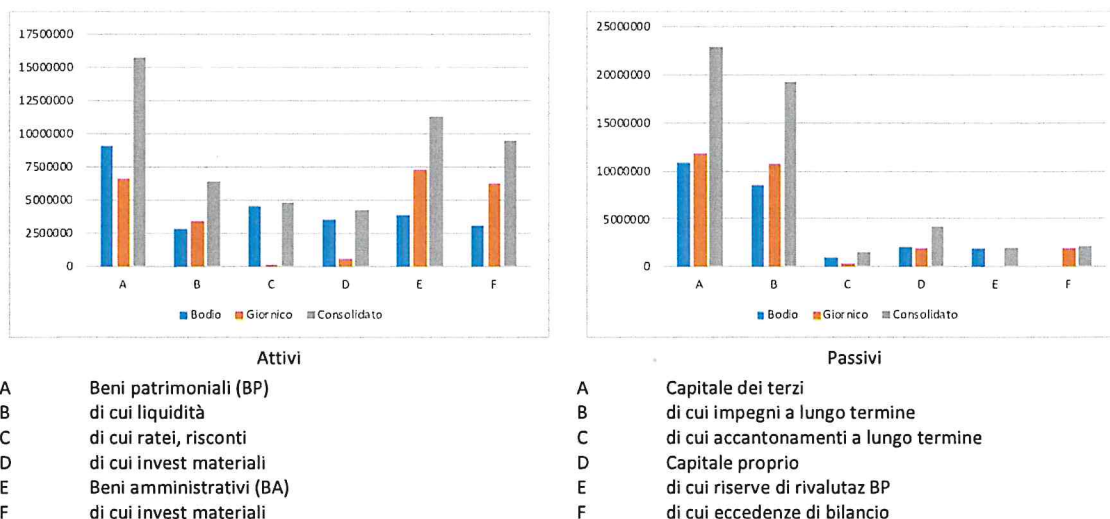 17500000
15000000
12500000
10000000
7500000
5000000
2500000
0
A B C D E F
Bodio Giornico Consolidato
Attivi
A Beni patrimoniali (BP)
B di cui liquidità
C di cui ratei, risconti
D di cui invest materiali
E Beni amministrativi (BA)
F di cui invest materiali
25000000
20000000
15000000
10000000
5000000
0
A B C D E F
Bodio Giornico Consolidato
Passivi
A Capitale dei terzi
B di cui impegni a lungo termine
C di cui accantonamenti a lungo termine
D Capitale proprio
E di cui riserve di rivalutaz BP
F di cui eccedenze di bilancio